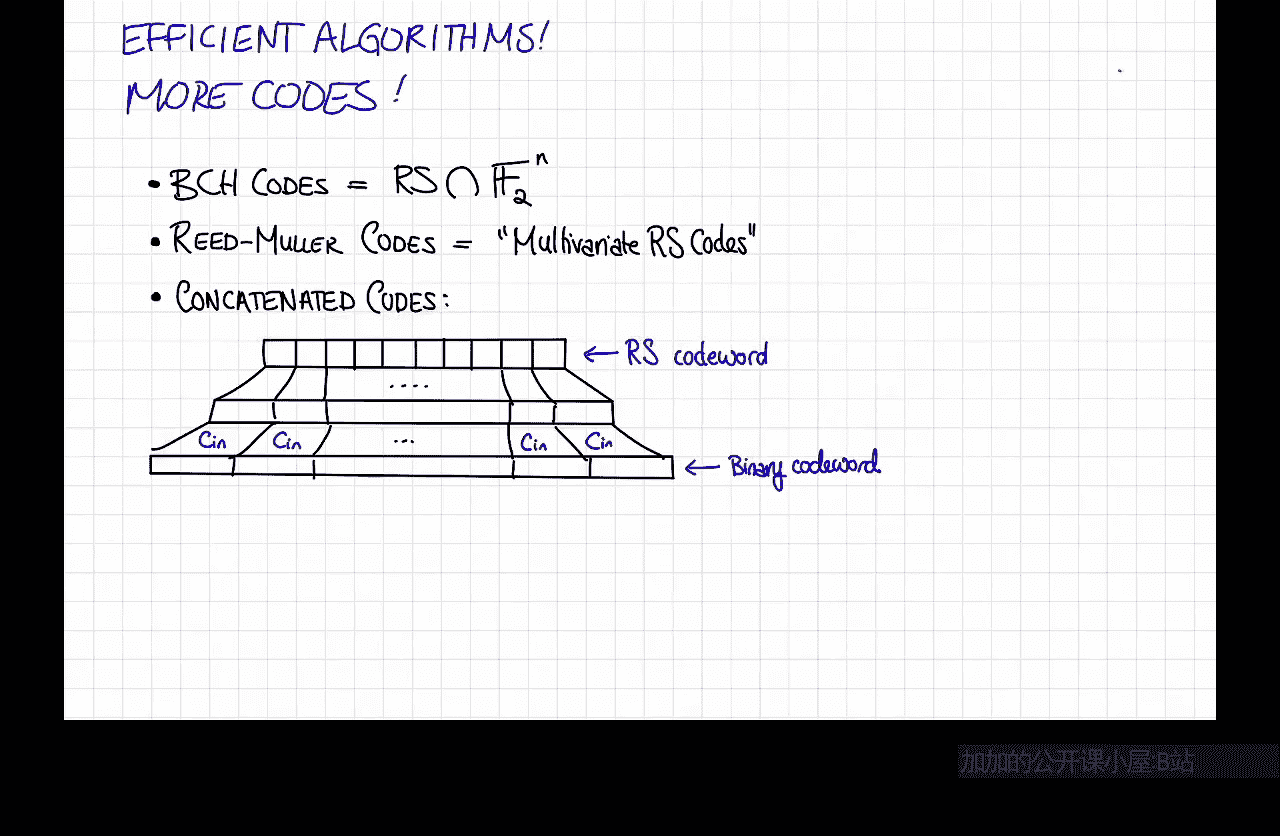 EFFICIENT ALGORITHMS!
MORE CODES!
• BCH CODES = RS ∩ 𝔽₂ⁿ
• REED-MULLER CODES = "Multivariate RS Codes"
• CONCATENATED CODES:
← RS codeword
....
Cin Cin ... Cin Cin
← Binary codeword
加加的公开课小屋·B站